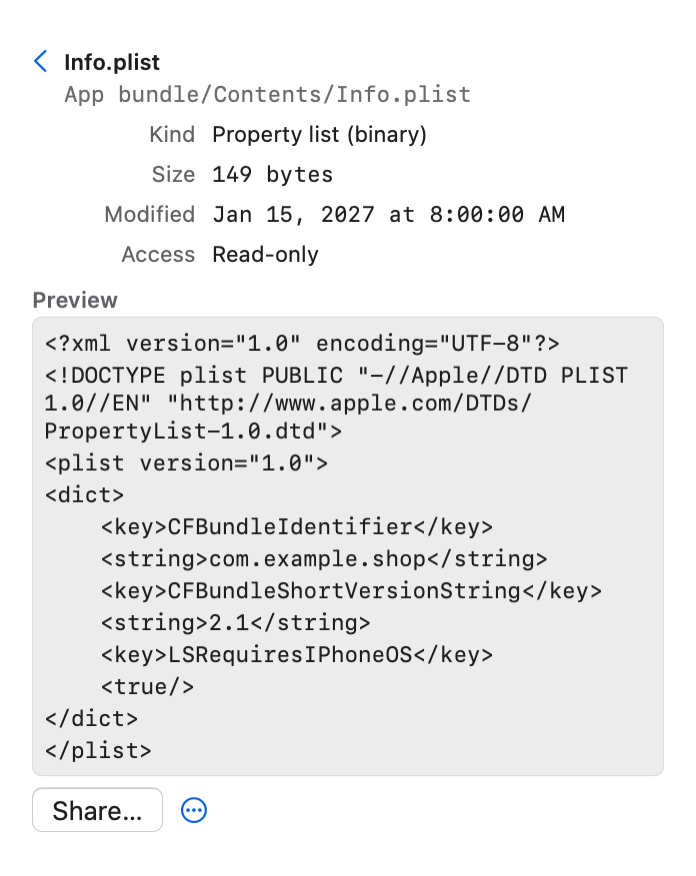 Info.plist
App bundle/Contents/Info.plist
Kind Property list (binary)
Size 149 bytes
Modified Jan 15, 2027 at 8:00:00 AM
Access Read-only
Preview
<?xml version="1.0" encoding="UTF-8"?>
<!DOCTYPE plist PUBLIC "-//Apple//DTD PLIST
1.0//EN" "http://www.apple.com/DTDs/
PropertyList-1.0.dtd">
<plist version="1.0">
<dict>
    <key>CFBundleIdentifier</key>
    <string>com.example.shop</string>
    <key>CFBundleShortVersionString</key>
    <string>2.1</string>
    <key>LSRequiresIPhoneOS</key>
    <true/>
</dict>
</plist>
Share...